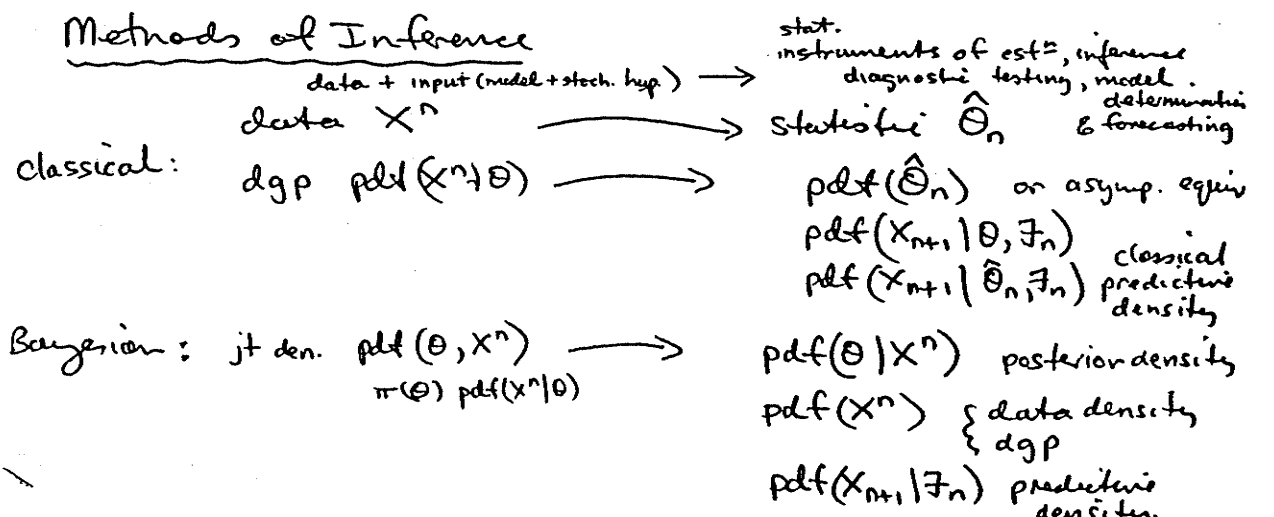 Methods of Inference
stat.
instruments of estⁿ, inference
data + input (model + stoch. hyp.) → diagnostic testing, model
determination
& forecasting
data Xⁿ → statistic θ̂ₙ
classical: dgp pdf(Xⁿ|θ) → pdf(θ̂ₙ) or asymp. equiv
pdf(Xₙ₊₁|θ, ℱₙ)
pdf(Xₙ₊₁|θ̂ₙ, ℱₙ) classical
predictive
density
Bayesian: jt den. pdf(θ, Xⁿ) → pdf(θ|Xⁿ) posterior density
π(θ) pdf(Xⁿ|θ)
pdf(Xⁿ) { data density
dgp
pdf(Xₙ₊₁|ℱₙ) predictive
density